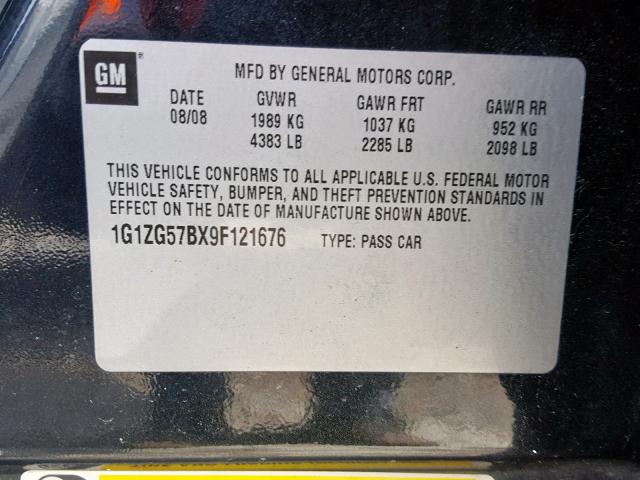 GM
®
MFD BY GENERAL MOTORS CORP.
DATE GVWR GAWR FRT GAWR RR
08/08 1989 KG 1037 KG 952 KG
4383 LB 2285 LB 2098 LB
THIS VEHICLE CONFORMS TO ALL APPLICABLE U.S. FEDERAL MOTOR
VEHICLE SAFETY, BUMPER, AND THEFT PREVENTION STANDARDS IN
EFFECT ON THE DATE OF MANUFACTURE SHOWN ABOVE.
1G1ZG57BX9F121676 TYPE: PASS CAR